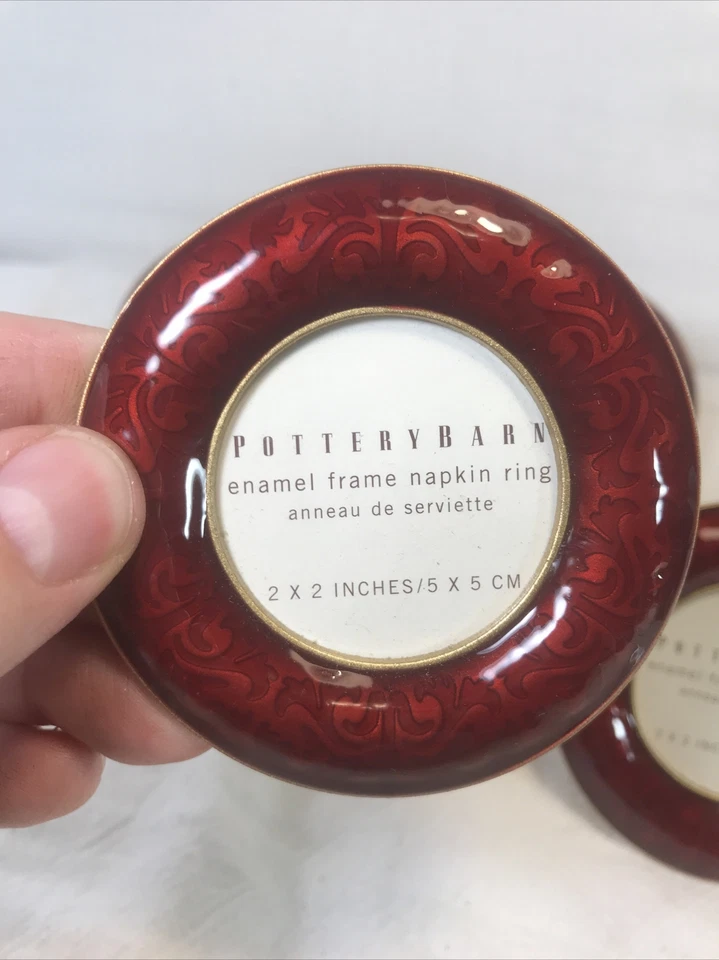 POTTERYBARN
enamel frame napkin ring
anneau de serviette
2 X 2 INCHES/5 X 5 CM